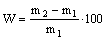 W = (m₂ − m₁) / m₁ · 100